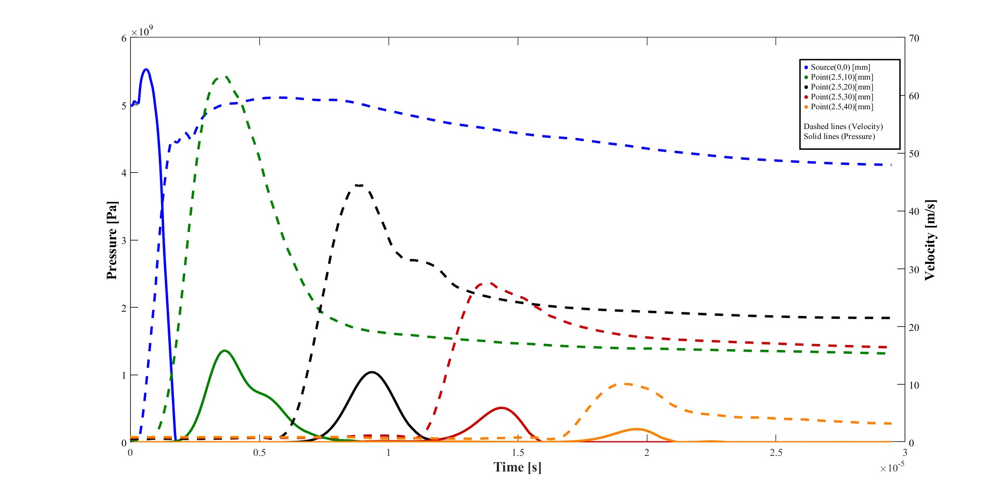 ×10⁹
6
5
4
3
2
1
0
Pressure [Pa]
70
60
50
40
30
20
10
0
Velocity [m/s]
Source(0,0) [mm]
Point(2.5,10)[mm]
Point(2.5,20)[mm]
Point(2.5,30)[mm]
Point(2.5,40)[mm]
Dashed lines (Velocity)
Solid lines (Pressure)
0 0.5 1 1.5 2 2.5 3
Time [s]
×10⁻⁵